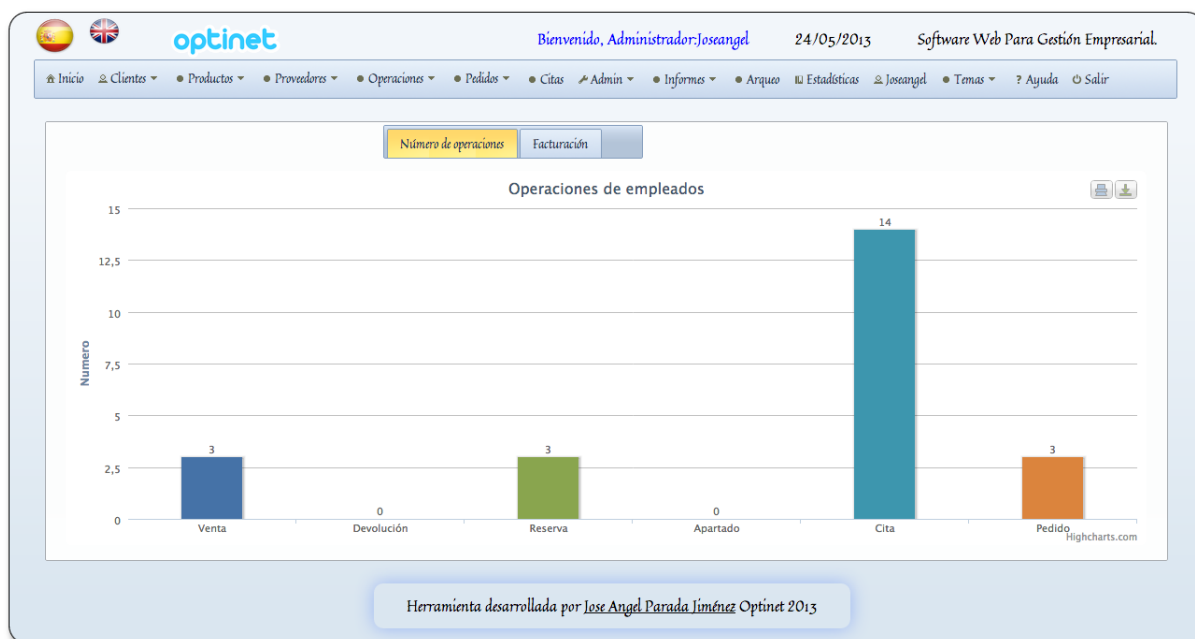 optinet Bienvenido, Administrador:Joseangel 24/05/2013 Software Web Para Gestión Empresarial.
Inicio Clientes Productos Proveedores Operaciones Pedidos Citas Admin Informes Arqueo Estadísticas Joseangel Temas ? Ayuda Salir
Número de operaciones Facturación
Operaciones de empleados
15
14
12,5
10
Numero
7,5
5
3 3 3
2,5
0 0
0
Venta Devolución Reserva Apartado Cita Pedido
Highcharts.com
Herramienta desarrollada por Jose Angel Parada Jiménez Optinet 2013